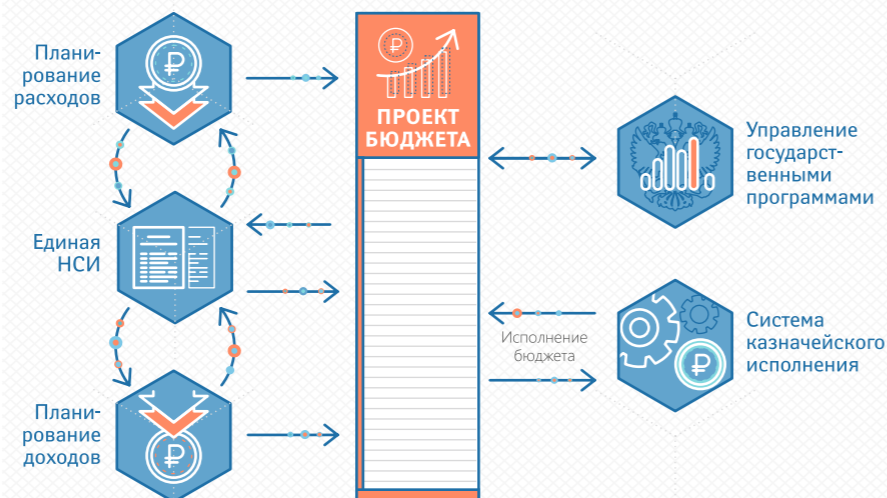 Плани-
рование
расходов
ПРОЕКТ
БЮДЖЕТА
Управление
государст-
венными
программами
Единая
НСИ
Исполнение
бюджета
Система
казначейского
исполнения
Плани-
рование
доходов